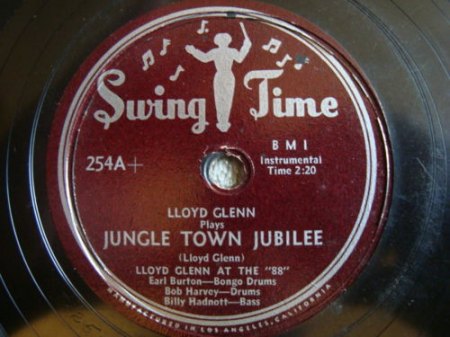 Swing Time
BMI
254A+
Instrumental
Time 2:20
LLOYD GLENN
Plays
JUNGLE TOWN JUBILEE
(Lloyd Glenn)
LLOYD GLENN AT THE "88"
Earl Burton—Bongo Drums
Bob Harvey—Drums
Billy Hadnott—Bass
MANUFACTURED IN LOS ANGELES, CALIFORNIA